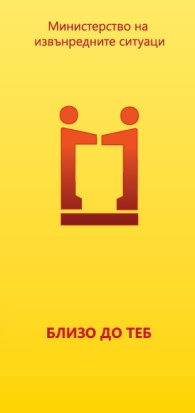 Министерство на
извънредните ситуаци
БЛИЗО ДО ТЕБ